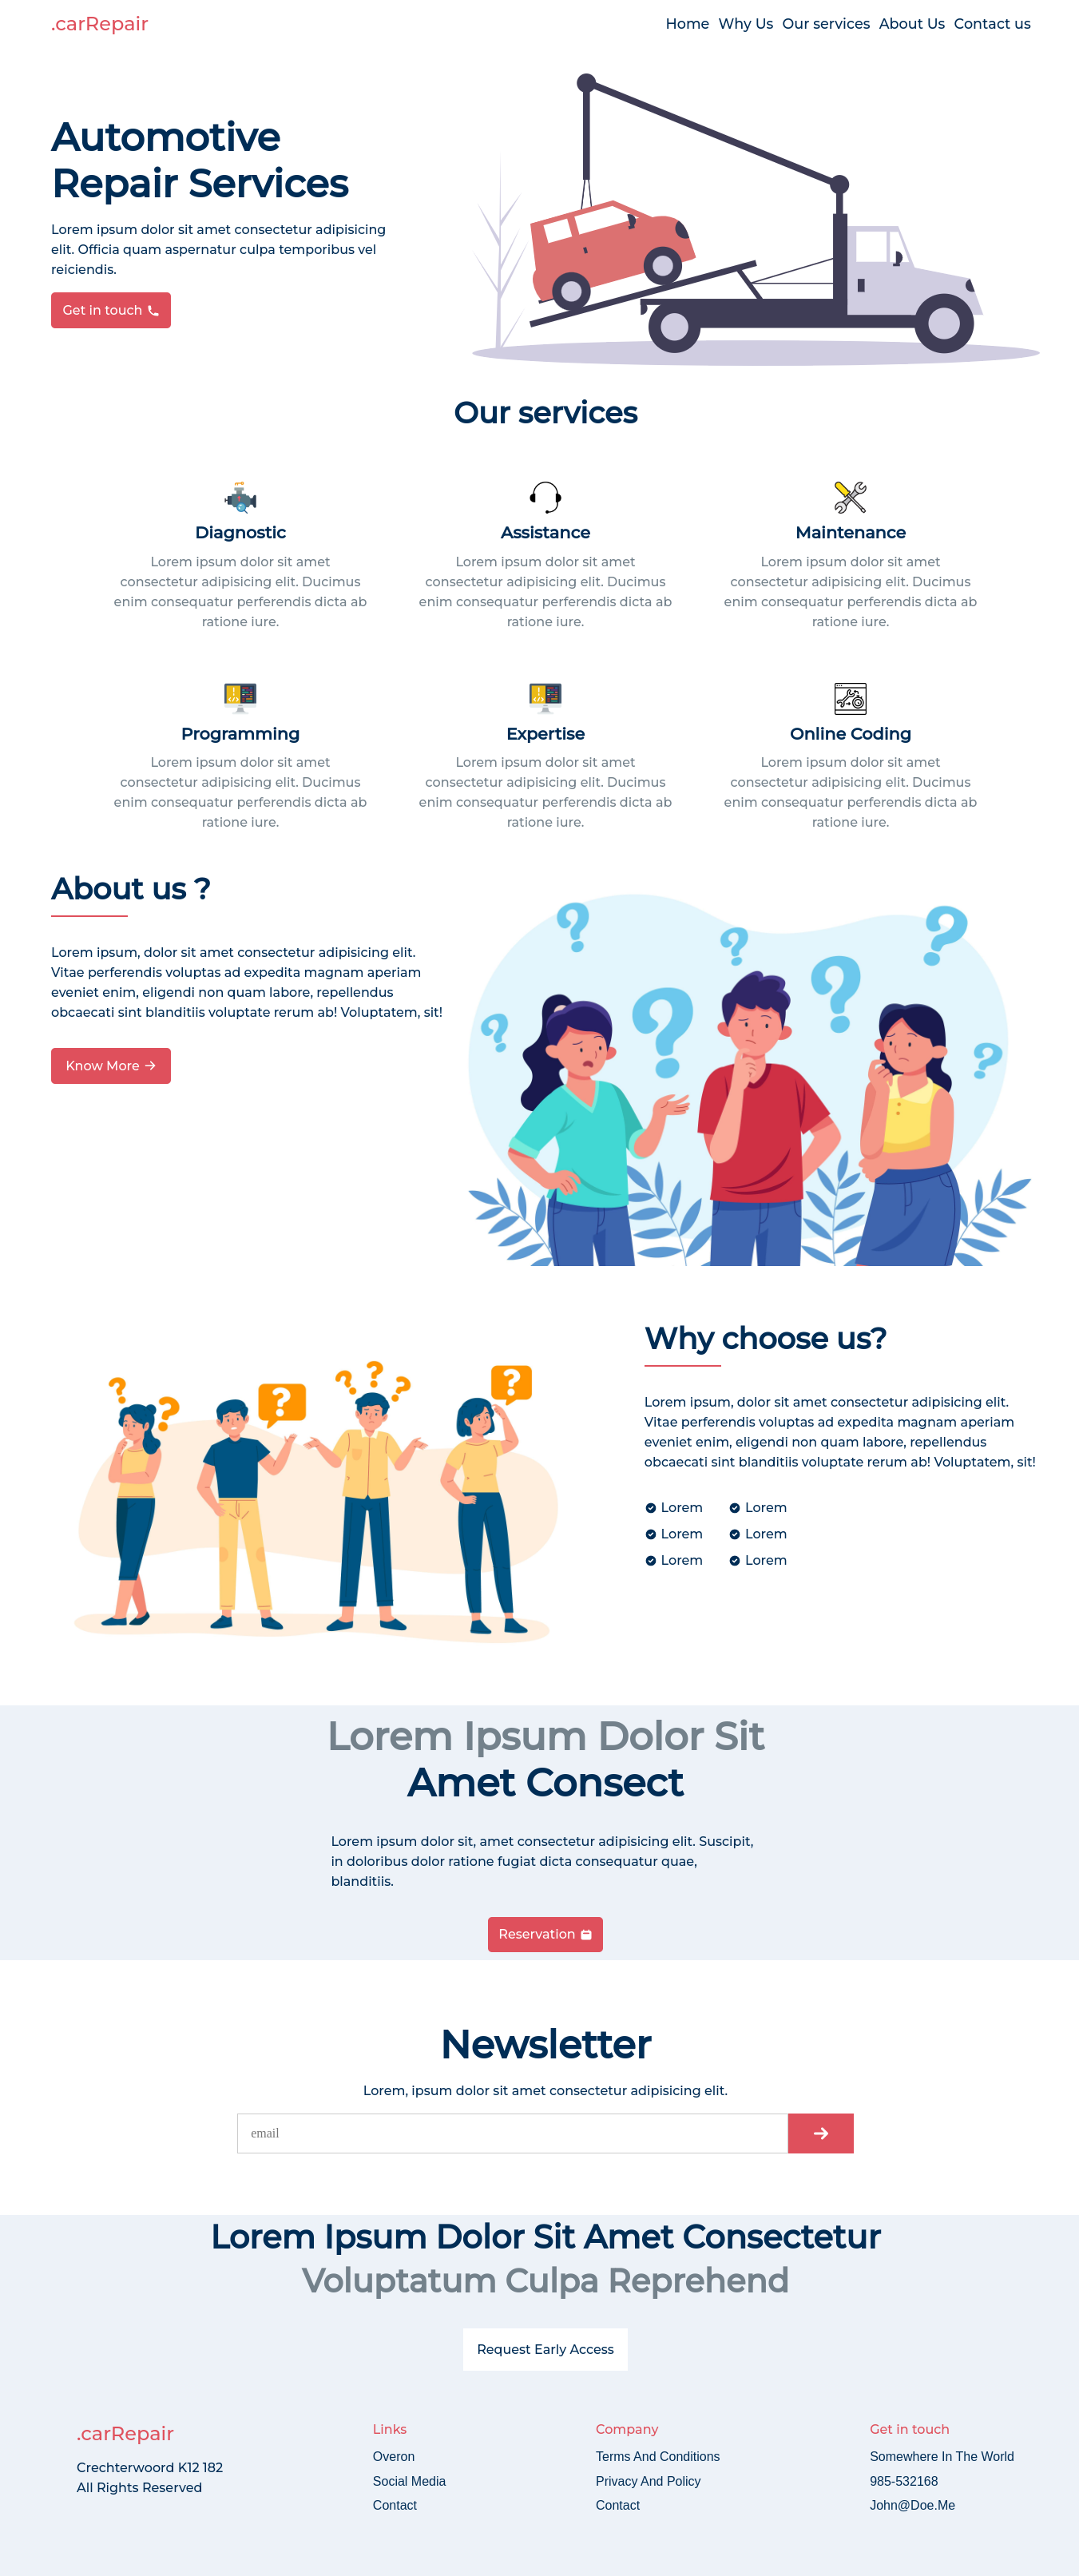 .carRepair
Home Why Us Our services About Us Contact us
Automotive
Repair Services
Lorem ipsum dolor sit amet consectetur adipisicing
elit. Officia quam aspernatur culpa temporibus vel
reiciendis.
Get in touch
Our services
Diagnostic
Lorem ipsum dolor sit amet
consectetur adipisicing elit. Ducimus
enim consequatur perferendis dicta ab
ratione iure.
Assistance
Lorem ipsum dolor sit amet
consectetur adipisicing elit. Ducimus
enim consequatur perferendis dicta ab
ratione iure.
Maintenance
Lorem ipsum dolor sit amet
consectetur adipisicing elit. Ducimus
enim consequatur perferendis dicta ab
ratione iure.
Programming
Lorem ipsum dolor sit amet
consectetur adipisicing elit. Ducimus
enim consequatur perferendis dicta ab
ratione iure.
Expertise
Lorem ipsum dolor sit amet
consectetur adipisicing elit. Ducimus
enim consequatur perferendis dicta ab
ratione iure.
Online Coding
Lorem ipsum dolor sit amet
consectetur adipisicing elit. Ducimus
enim consequatur perferendis dicta ab
ratione iure.
About us ?
Lorem ipsum, dolor sit amet consectetur adipisicing elit.
Vitae perferendis voluptas ad expedita magnam aperiam
eveniet enim, eligendi non quam labore, repellendus
obcaecati sint blanditiis voluptate rerum ab! Voluptatem, sit!
Know More
Why choose us?
Lorem ipsum, dolor sit amet consectetur adipisicing elit.
Vitae perferendis voluptas ad expedita magnam aperiam
eveniet enim, eligendi non quam labore, repellendus
obcaecati sint blanditiis voluptate rerum ab! Voluptatem, sit!
Lorem Lorem
Lorem Lorem
Lorem Lorem
Lorem Ipsum Dolor Sit
Amet Consect
Lorem ipsum dolor sit, amet consectetur adipisicing elit. Suscipit,
in doloribus dolor ratione fugiat dicta consequatur quae,
blanditiis.
Reservation
Newsletter
Lorem, ipsum dolor sit amet consectetur adipisicing elit.
email
Lorem Ipsum Dolor Sit Amet Consectetur
Voluptatum Culpa Reprehend
Request Early Access
.carRepair
Crechterwoord K12 182
All Rights Reserved
Links
Overon
Social Media
Contact
Company
Terms And Conditions
Privacy And Policy
Contact
Get in touch
Somewhere In The World
985-532168
John@Doe.Me